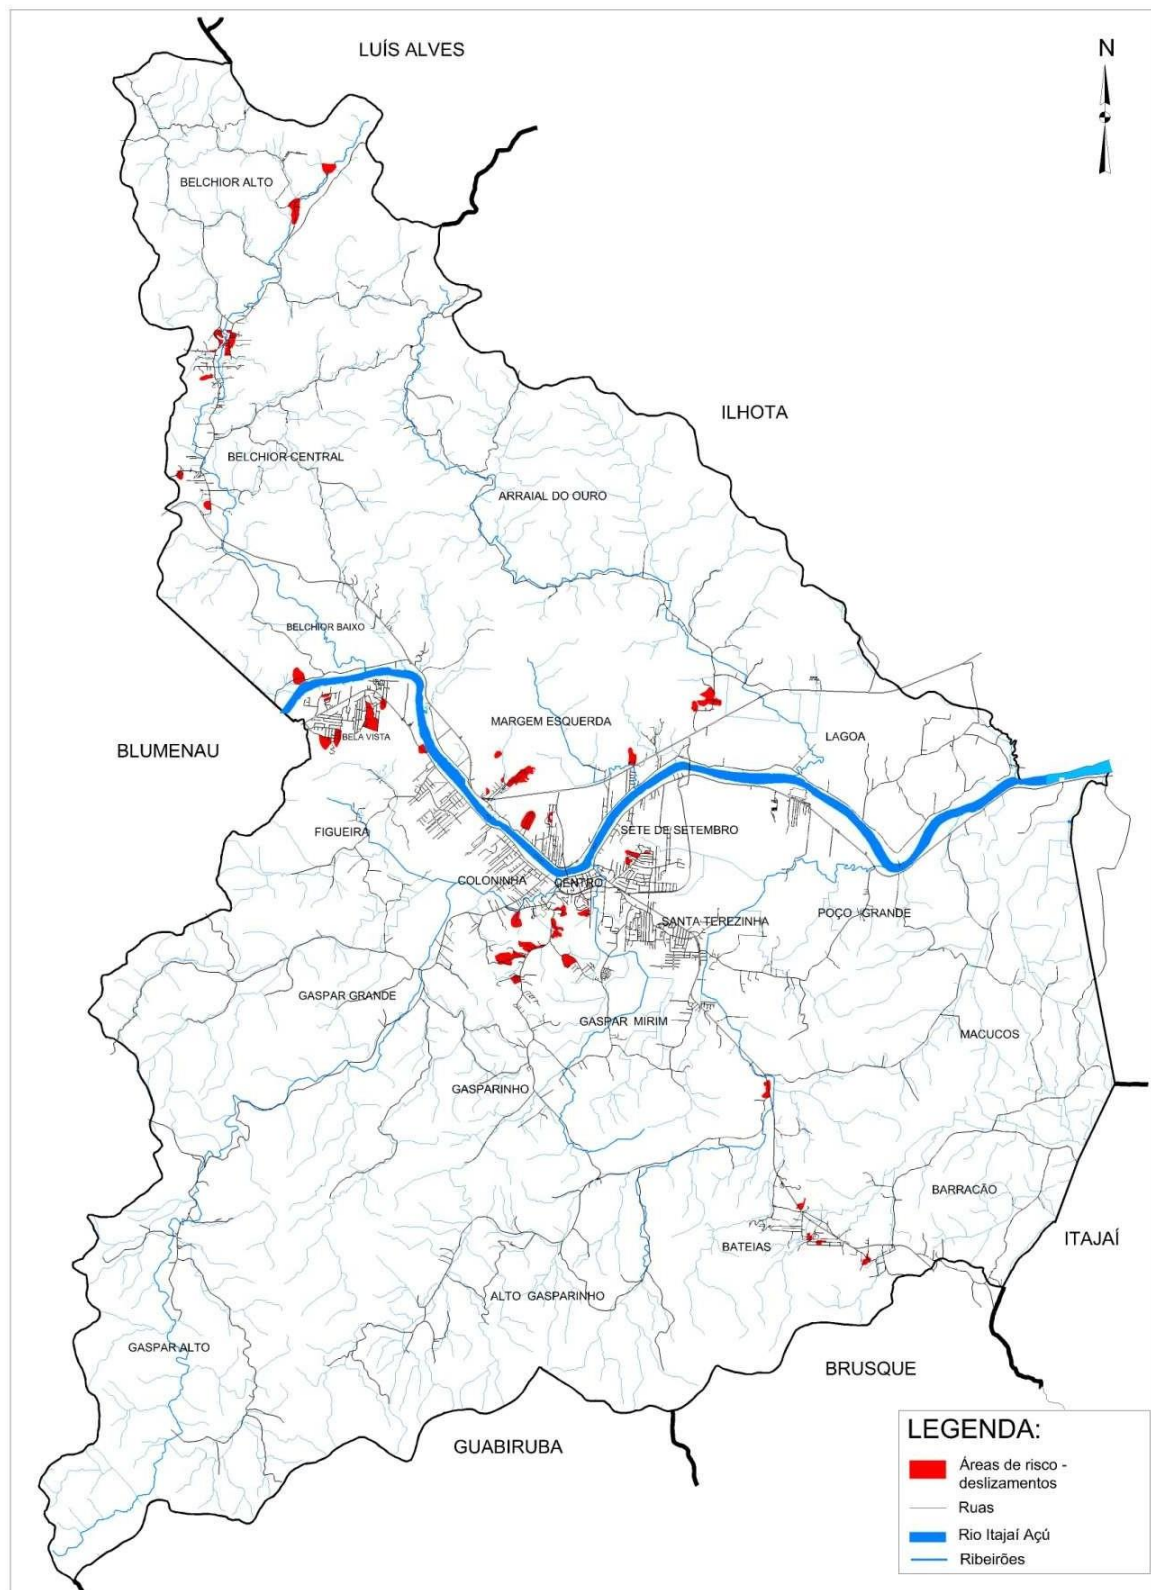 LUÍS ALVES
N
BELCHIOR ALTO
ILHOTA
BELCHIOR CENTRAL
ARRAIAL DO OURO
BELCHIOR BAIXO
MARGEM ESQUERDA
BELA VISTA
LAGOA
BLUMENAU
FIGUEIRA
SETE DE SETEMBRO
COLONINHA
CENTRO
POÇO GRANDE
SANTA TEREZINHA
GASPAR GRANDE
GASPAR MIRIM
MACUCOS
GASPARINHO
BARRACÃO
ITAJAÍ
BATEIAS
ALTO GASPARINHO
GASPAR ALTO
BRUSQUE
GUABIRUBA
LEGENDA:
Áreas de risco -
deslizamentos
Ruas
Rio Itajaí Açú
Ribeirões